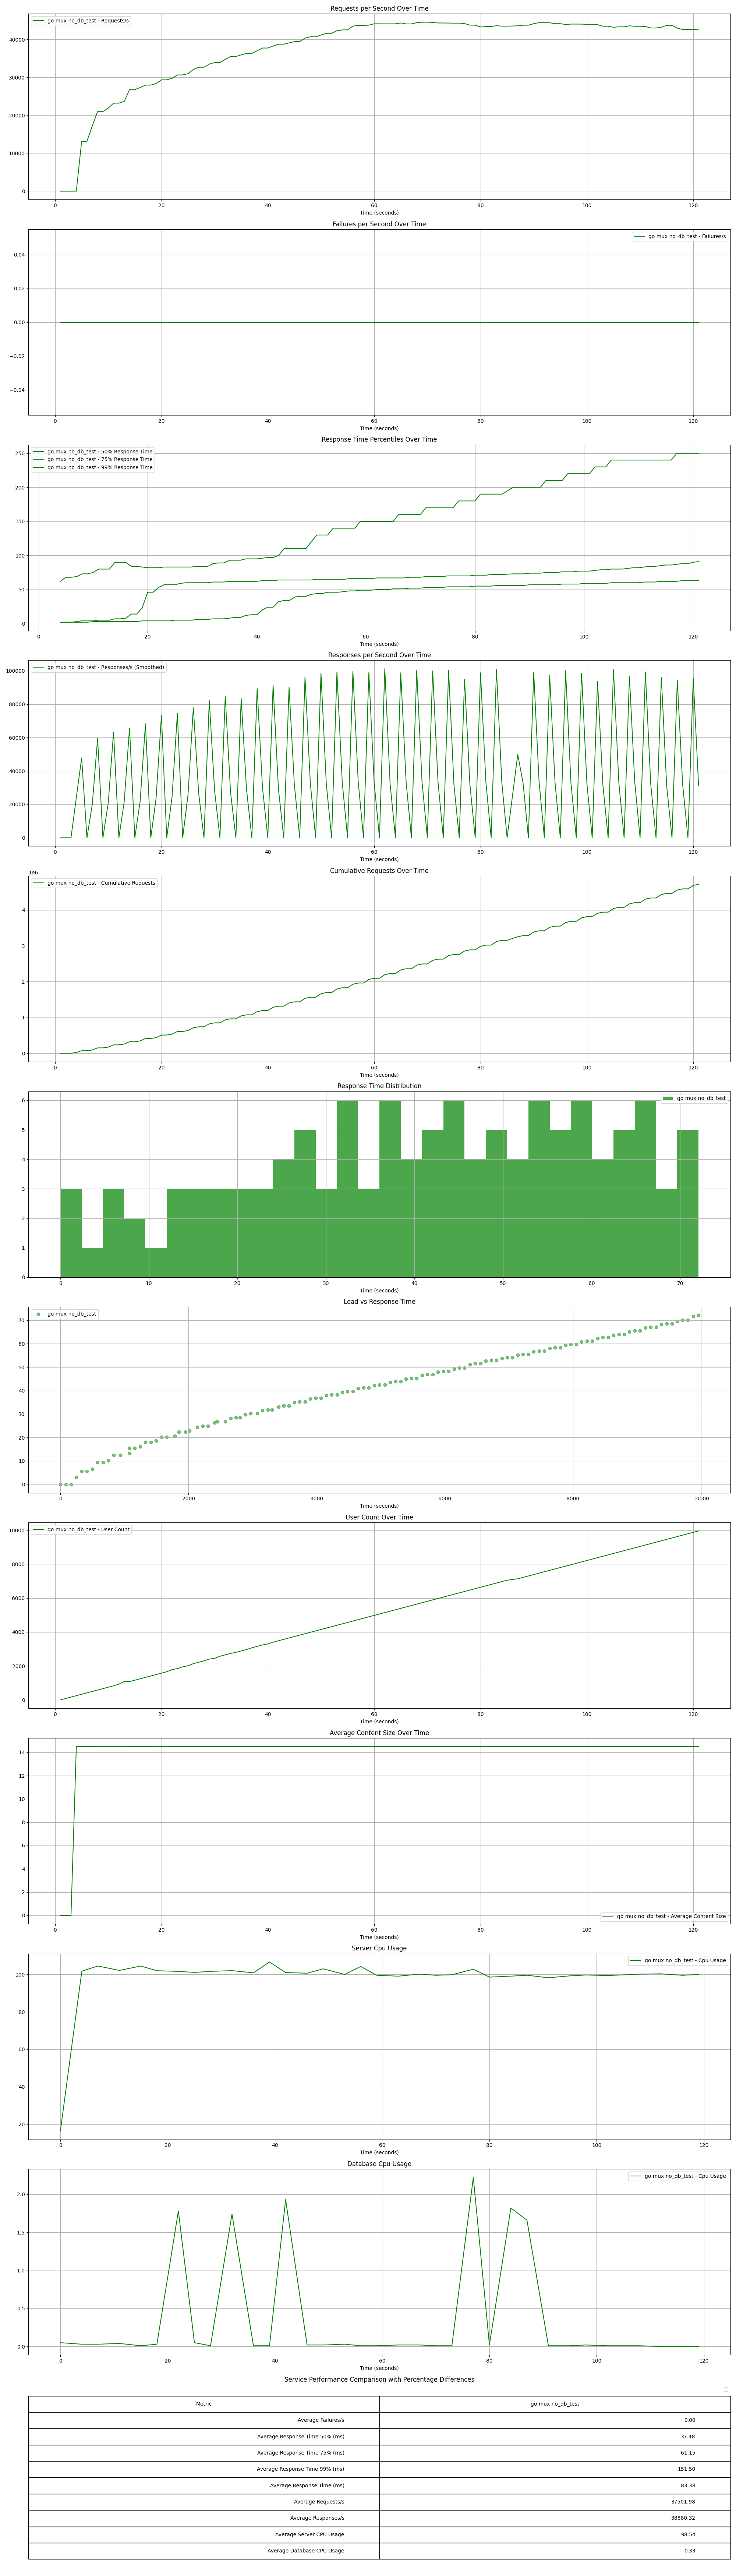 Requests per Second Over Time
go mux no_db_test - Requests/s
40000
30000
20000
10000
0
0 20 40 60 80 100 120
Time (seconds)
Failures per Second Over Time
go mux no_db_test - Failures/s
0.04
0.02
0.00
−0.02
−0.04
0 20 40 60 80 100 120
Time (seconds)
Response Time Percentiles Over Time
go mux no_db_test - 50% Response Time
go mux no_db_test - 75% Response Time
go mux no_db_test - 99% Response Time
250
200
150
100
50
0
0 20 40 60 80 100 120
Time (seconds)
Responses per Second Over Time
go mux no_db_test - Responses/s (Smoothed)
100000
80000
60000
40000
20000
0
0 20 40 60 80 100 120
Time (seconds)
Cumulative Requests Over Time
1e6
go mux no_db_test - Cumulative Requests
4
3
2
1
0
0 20 40 60 80 100 120
Time (seconds)
Response Time Distribution
go mux no_db_test
6
5
4
3
2
1
0
0 10 20 30 40 50 60 70
Time (seconds)
Load vs Response Time
go mux no_db_test
70
60
50
40
30
20
10
0
0 2000 4000 6000 8000 10000
Time (seconds)
User Count Over Time
go mux no_db_test - User Count
10000
8000
6000
4000
2000
0
0 20 40 60 80 100 120
Time (seconds)
Average Content Size Over Time
14
12
10
8
6
4
2
0
go mux no_db_test - Average Content Size
0 20 40 60 80 100 120
Time (seconds)
Server Cpu Usage
go mux no_db_test - Cpu Usage
100
80
60
40
20
0 20 40 60 80 100 120
Time (seconds)
Database Cpu Usage
go mux no_db_test - Cpu Usage
2.0
1.5
1.0
0.5
0.0
0 20 40 60 80 100 120
Time (seconds)
Service Performance Comparison with Percentage Differences
Metric go mux no_db_test
Average Failures/s 0.00
Average Response Time 50% (ms) 37.48
Average Response Time 75% (ms) 61.15
Average Response Time 99% (ms) 151.50
Average Response Time (ms) 83.38
Average Requests/s 37501.98
Average Responses/s 38880.32
Average Server CPU Usage 98.54
Average Database CPU Usage 0.33